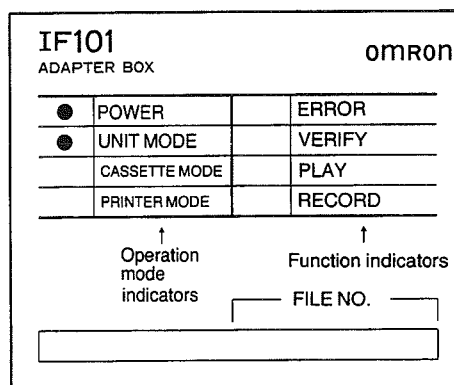 IF101
omron
ADAPTER BOX
POWER ERROR
UNIT MODE VERIFY
CASSETTE MODE PLAY
PRINTER MODE RECORD
Operation
mode
indicators
Function indicators
FILE NO.